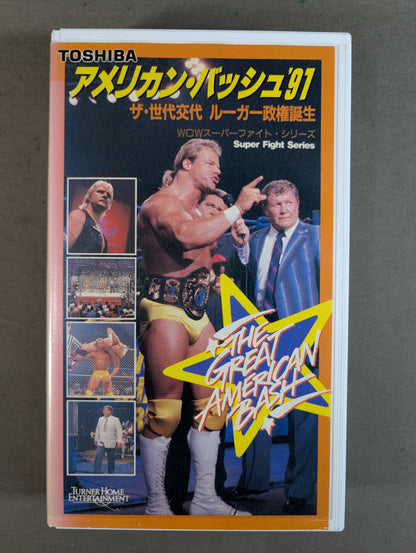 TOSHIBA
アメリカン・バッシュ'91
ザ・世代交代 ルーガー政権誕生
WCWスーパーファイト・シリーズ
Super Fight Series
THE
GREAT
AMERICAN
BASH
TURNER HOME
ENTERTAINMENT